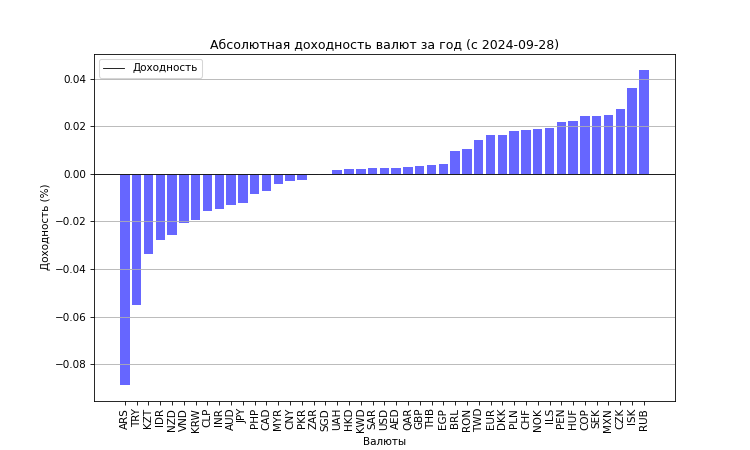 Абсолютная доходность валют за год (с 2024-09-28)
Доходность
0.04
0.02
0.00
−0.02
−0.04
−0.06
−0.08
Доходность (%)
ARS TRY KZT IDR NZD VND KRW CLP INR AUD JPY PHP CAD MYR CNY PKR ZAR SGD UAH HKD KWD SAR USD AED QAR GBP THB EGP BRL RON TWD EUR DKK PLN CHF NOK ILS PEN HUF COP SEK MXN CZK ISK RUB
Валюты